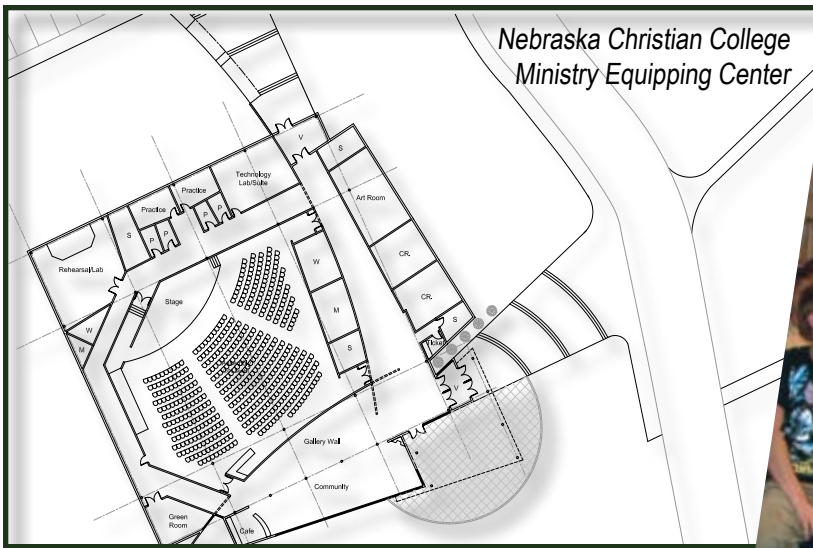 Nebraska Christian College
Ministry Equipping Center
V
S
Technology
Lab/Suite
Practice
Practice
Art Room
P
P
S
P
P
CR.
Rehearsal/Lab
W
Stage
CR.
M
S
W
M
S
Ticket
V
Gallery Wall
Community
Green
Room
Cafe